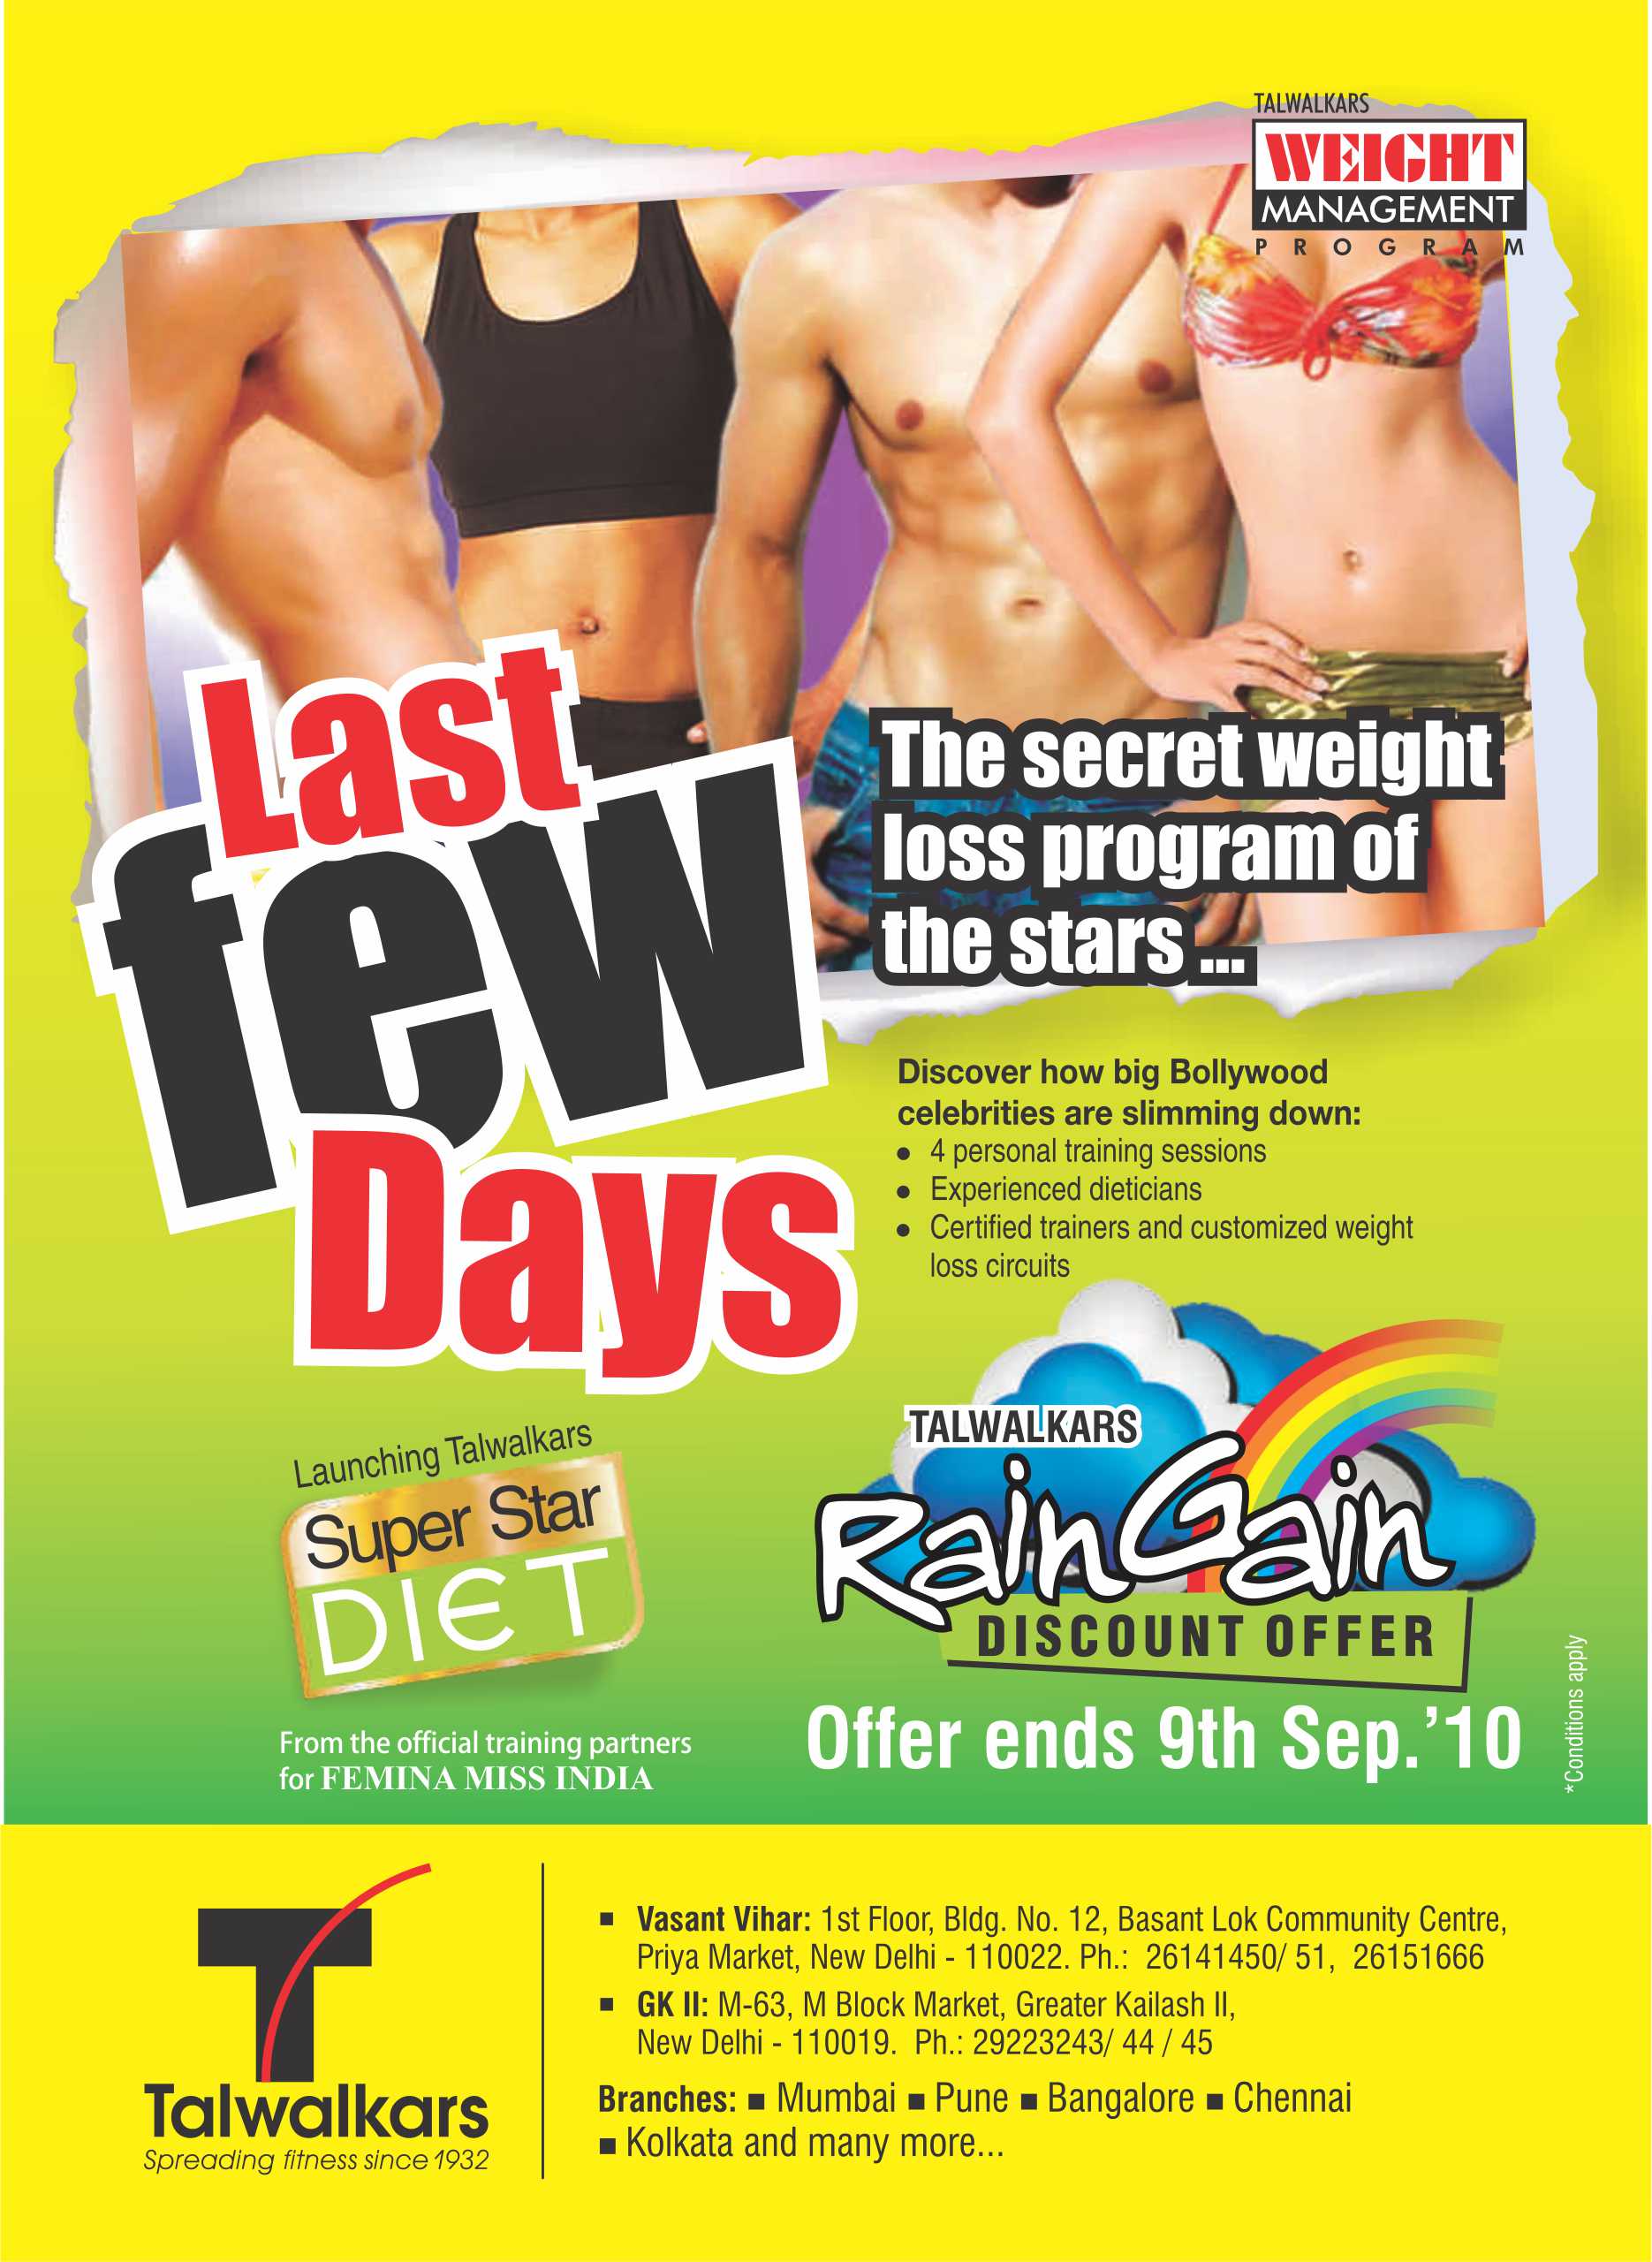 TALWALKARS
WEIGHT
MANAGEMENT
PROGRAM
Last
few
Days
The secret weight
loss program of
the stars ...
Discover how big Bollywood
celebrities are slimming down:
● 4 personal training sessions
● Experienced dieticians
● Certified trainers and customized weight
loss circuits
Launching Talwalkars
Super Star
DIET
From the official training partners
for FEMINA MISS INDIA
TALWALKARS
RainGain
DISCOUNT OFFER
Offer ends 9th Sep.'10
*Conditions apply
Talwalkars
Spreading fitness since 1932
■ Vasant Vihar: 1st Floor, Bldg. No. 12, Basant Lok Community Centre,
Priya Market, New Delhi - 110022. Ph.: 26141450/ 51, 26151666
■ GK II: M-63, M Block Market, Greater Kailash II,
New Delhi - 110019. Ph.: 29223243/ 44 / 45
Branches: ■ Mumbai ■ Pune ■ Bangalore ■ Chennai
■ Kolkata and many more...